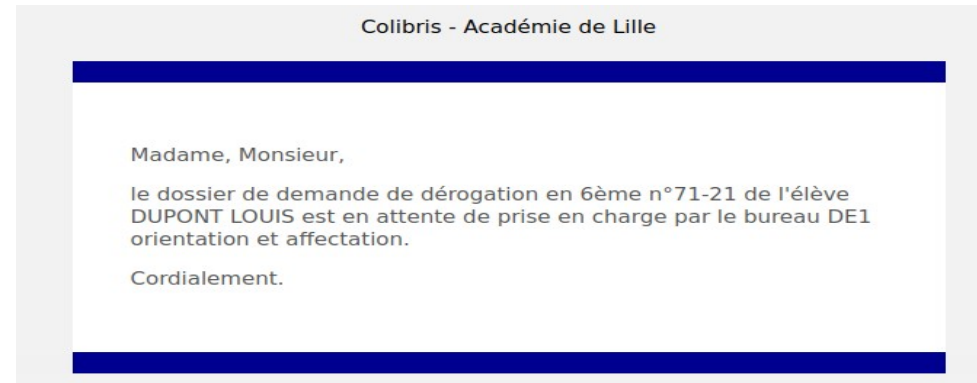 Colibris - Académie de Lille
Madame, Monsieur,
le dossier de demande de dérogation en 6ème n°71-21 de l'élève
DUPONT LOUIS est en attente de prise en charge par le bureau DE1
orientation et affectation.
Cordialement.